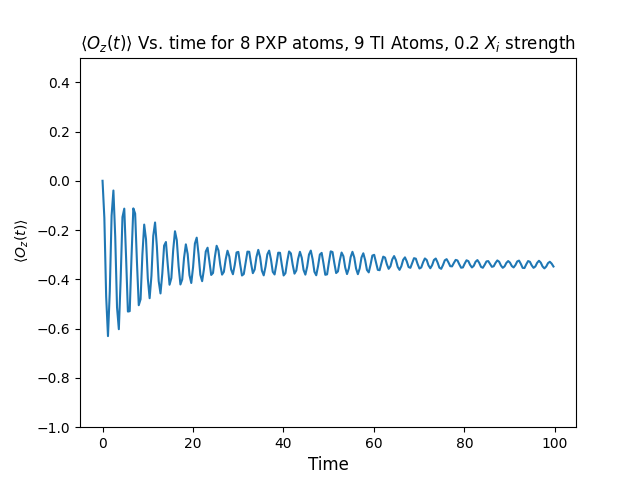 ⟨O_z(t)⟩ Vs. time for 8 PXP atoms, 9 TI Atoms, 0.2 X_i strength
0.4
0.2
0.0
−0.2
−0.4
−0.6
−0.8
−1.0
⟨O_z(t)⟩
0 20 40 60 80 100
Time